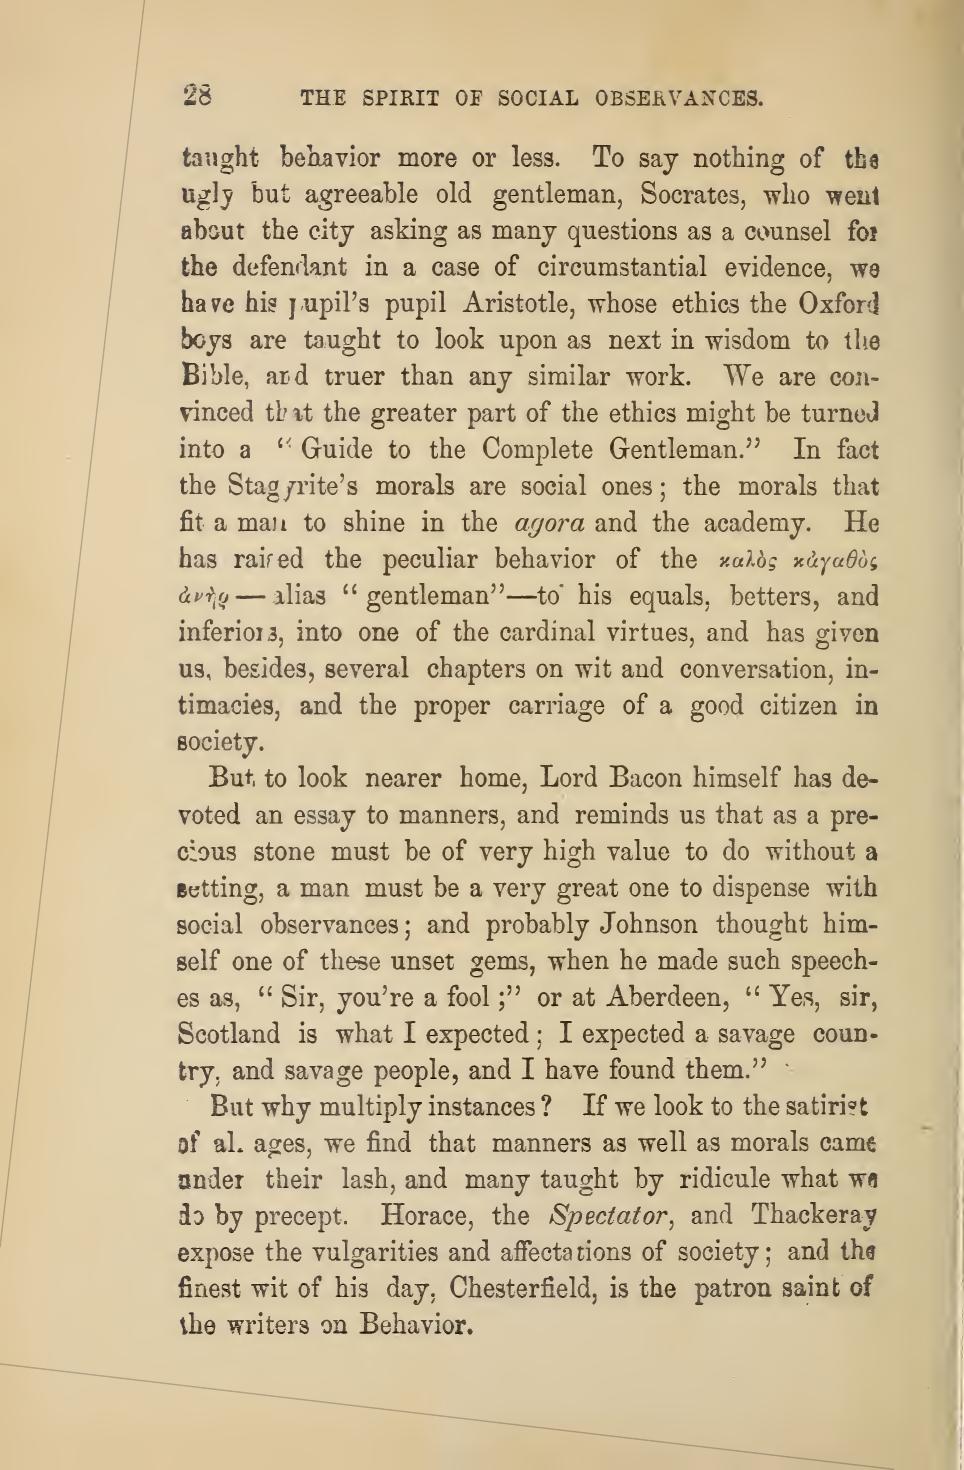 28 THE SPIRIT OF SOCIAL OBSERVANCES.
taught behavior more or less. To say nothing of the
ugly but agreeable old gentleman, Socrates, who went
about the city asking as many questions as a counsel for
the defendant in a case of circumstantial evidence, we
have his pupil's pupil Aristotle, whose ethics the Oxford
boys are taught to look upon as next in wisdom to the
Bible, and truer than any similar work. We are con-
vinced that the greater part of the ethics might be turned
into a “ Guide to the Complete Gentleman.” In fact
the Stagyrite's morals are social ones; the morals that
fit a man to shine in the agora and the academy. He
has raised the peculiar behavior of the καλὸς κἀγαθὸς
ἀνὴρ — alias “ gentleman”—to his equals, betters, and
inferiors, into one of the cardinal virtues, and has given
us, besides, several chapters on wit and conversation, in-
timacies, and the proper carriage of a good citizen in
society.
But, to look nearer home, Lord Bacon himself has de-
voted an essay to manners, and reminds us that as a pre-
cious stone must be of very high value to do without a
setting, a man must be a very great one to dispense with
social observances; and probably Johnson thought him-
self one of these unset gems, when he made such speech-
es as, “ Sir, you're a fool;” or at Aberdeen, “ Yes, sir,
Scotland is what I expected; I expected a savage coun-
try, and savage people, and I have found them.”
But why multiply instances? If we look to the satirist
of all ages, we find that manners as well as morals came
under their lash, and many taught by ridicule what we
do by precept. Horace, the Spectator, and Thackeray
expose the vulgarities and affectations of society; and the
finest wit of his day, Chesterfield, is the patron saint of
the writers on Behavior.